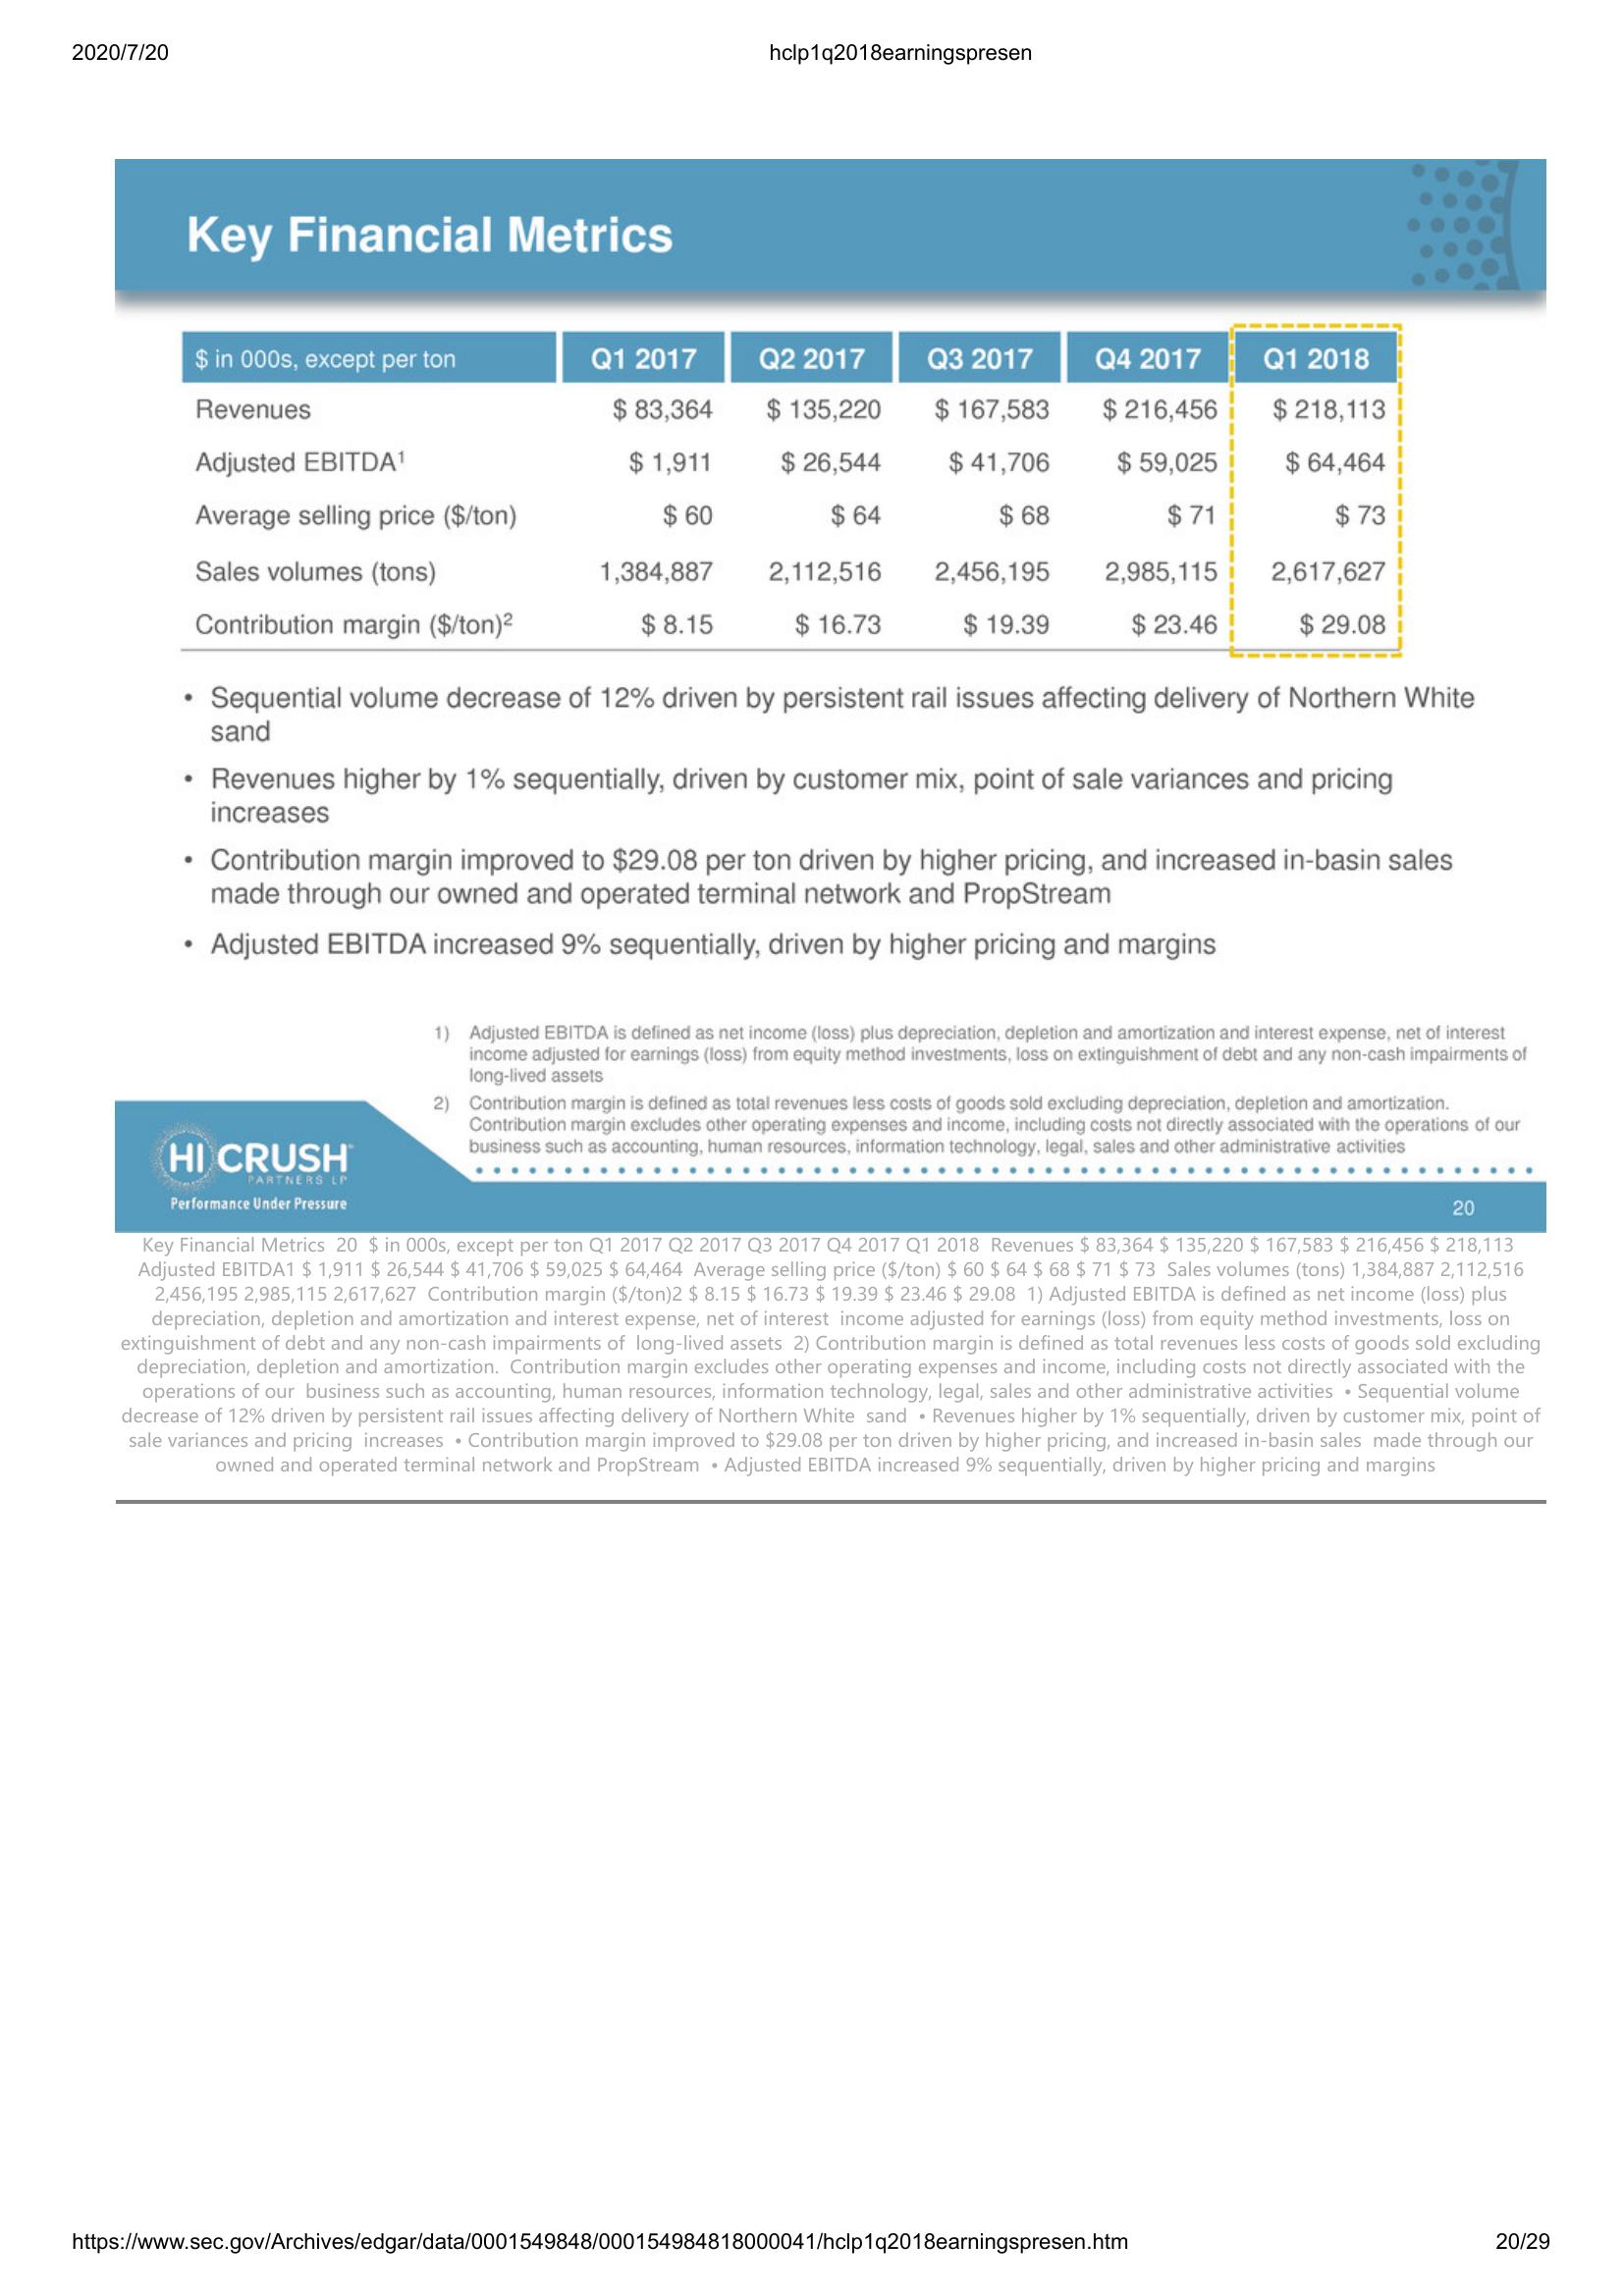 2020/7/20 hclp1q2018earningspresen
Key Financial Metrics
$ in 000s, except per ton Q1 2017 Q2 2017 Q3 2017 Q4 2017 Q1 2018
Revenues $ 83,364 $ 135,220 $ 167,583 $ 216,456 $ 218,113
Adjusted EBITDA1 $ 1,911 $ 26,544 $ 41,706 $ 59,025 $ 64,464
Average selling price ($/ton) $ 60 $ 64 $ 68 $ 71 $ 73
Sales volumes (tons) 1,384,887 2,112,516 2,456,195 2,985,115 2,617,627
Contribution margin ($/ton)2 $ 8.15 $ 16.73 $ 19.39 $ 23.46 $ 29.08
• Sequential volume decrease of 12% driven by persistent rail issues affecting delivery of Northern White
sand
• Revenues higher by 1% sequentially, driven by customer mix, point of sale variances and pricing
increases
• Contribution margin improved to $29.08 per ton driven by higher pricing, and increased in-basin sales
made through our owned and operated terminal network and PropStream
• Adjusted EBITDA increased 9% sequentially, driven by higher pricing and margins
1) Adjusted EBITDA is defined as net income (loss) plus depreciation, depletion and amortization and interest expense, net of interest
income adjusted for earnings (loss) from equity method investments, loss on extinguishment of debt and any non-cash impairments of
long-lived assets
2) Contribution margin is defined as total revenues less costs of goods sold excluding depreciation, depletion and amortization.
Contribution margin excludes other operating expenses and income, including costs not directly associated with the operations of our
business such as accounting, human resources, information technology, legal, sales and other administrative activities
HI CRUSH
PARTNERS LP
Performance Under Pressure
20
Key Financial Metrics 20 $ in 000s, except per ton Q1 2017 Q2 2017 Q3 2017 Q4 2017 Q1 2018 Revenues $ 83,364 $ 135,220 $ 167,583 $ 216,456 $ 218,113
Adjusted EBITDA1 $ 1,911 $ 26,544 $ 41,706 $ 59,025 $ 64,464 Average selling price ($/ton) $ 60 $ 64 $ 68 $ 71 $ 73 Sales volumes (tons) 1,384,887 2,112,516
2,456,195 2,985,115 2,617,627 Contribution margin ($/ton)2 $ 8.15 $ 16.73 $ 19.39 $ 23.46 $ 29.08 1) Adjusted EBITDA is defined as net income (loss) plus
depreciation, depletion and amortization and interest expense, net of interest income adjusted for earnings (loss) from equity method investments, loss on
extinguishment of debt and any non-cash impairments of long-lived assets 2) Contribution margin is defined as total revenues less costs of goods sold excluding
depreciation, depletion and amortization. Contribution margin excludes other operating expenses and income, including costs not directly associated with the
operations of our business such as accounting, human resources, information technology, legal, sales and other administrative activities • Sequential volume
decrease of 12% driven by persistent rail issues affecting delivery of Northern White sand • Revenues higher by 1% sequentially, driven by customer mix, point of
sale variances and pricing increases • Contribution margin improved to $29.08 per ton driven by higher pricing, and increased in-basin sales made through our
owned and operated terminal network and PropStream • Adjusted EBITDA increased 9% sequentially, driven by higher pricing and margins
https://www.sec.gov/Archives/edgar/data/0001549848/000154984818000041/hclp1q2018earningspresen.htm 20/29